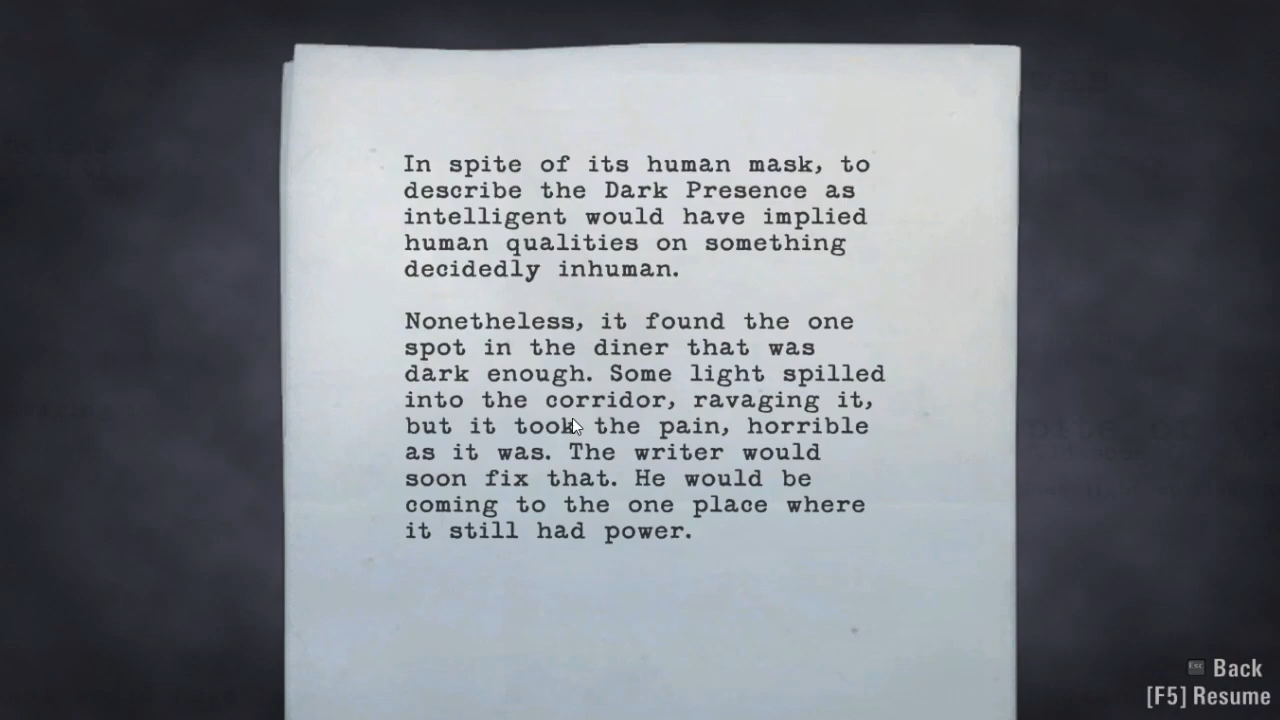 In spite of its human mask, to
describe the Dark Presence as
intelligent would have implied
human qualities on something
decidedly inhuman.
Nonetheless, it found the one
spot in the diner that was
dark enough. Some light spilled
into the corridor, ravaging it,
but it took the pain, horrible
as it was. The writer would
soon fix that. He would be
coming to the one place where
it still had power.
Esc Back
[F5] Resume